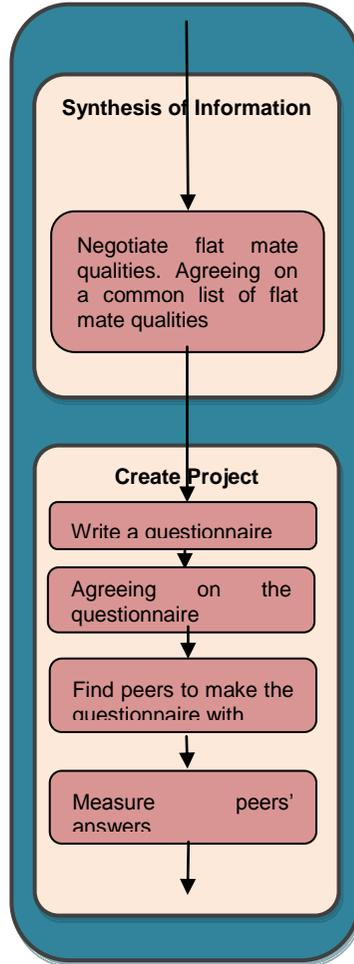 Synthesis of Information
Negotiate flat mate
qualities. Agreeing on
a common list of flat
mate qualities
Create Project
Write a questionnaire
Agreeing on the
questionnaire
Find peers to make the
questionnaire with
Measure peers'
answers